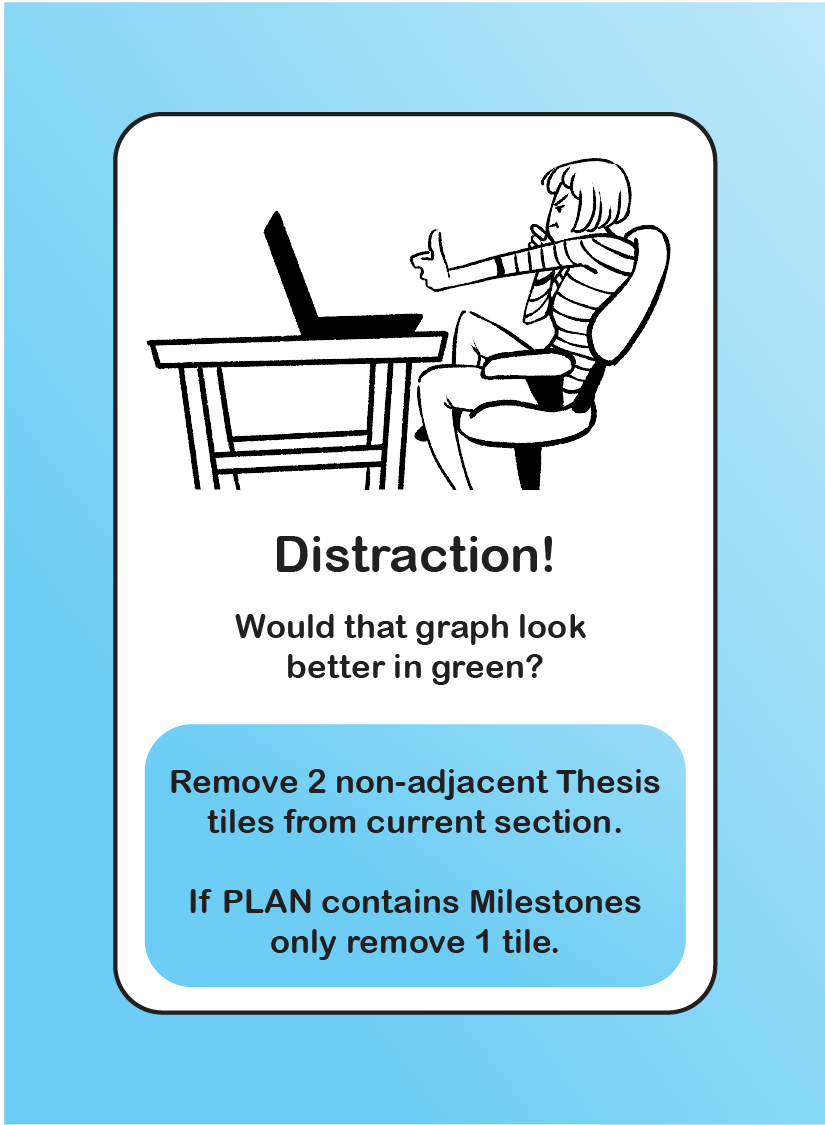 Distraction!
Would that graph look
better in green?
Remove 2 non-adjacent Thesis
tiles from current section.
If PLAN contains Milestones
only remove 1 tile.